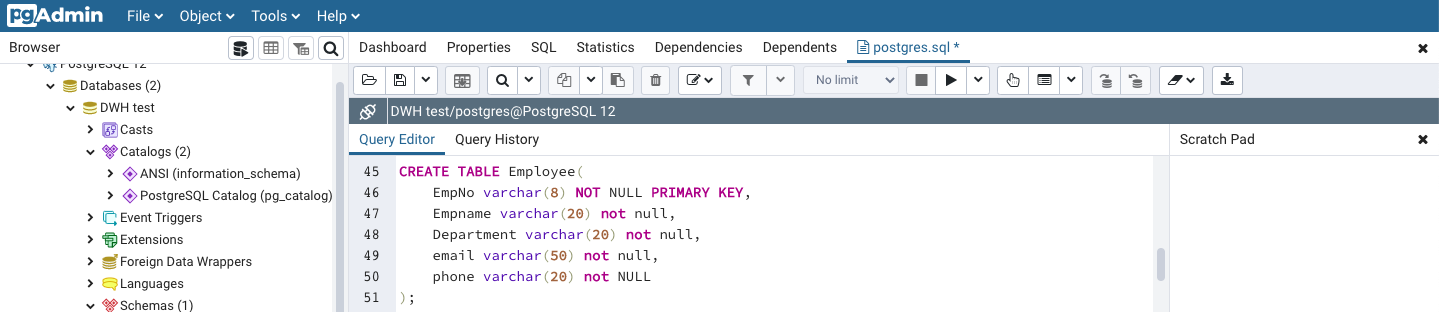 pgAdmin File Object Tools Help
Browser Dashboard Properties SQL Statistics Dependencies Dependents postgres.sql *
PostgreSQL 12
Databases (2)
DWH test
Casts
Catalogs (2)
ANSI (information_schema)
PostgreSQL Catalog (pg_catalog)
Event Triggers
Extensions
Foreign Data Wrappers
Languages
Schemas (1)
No limit
DWH test/postgres@PostgreSQL 12
Query Editor Query History Scratch Pad
45 CREATE TABLE Employee(
46 EmpNo varchar(8) NOT NULL PRIMARY KEY,
47 Empname varchar(20) not null,
48 Department varchar(20) not null,
49 email varchar(50) not null,
50 phone varchar(20) not NULL
51 );